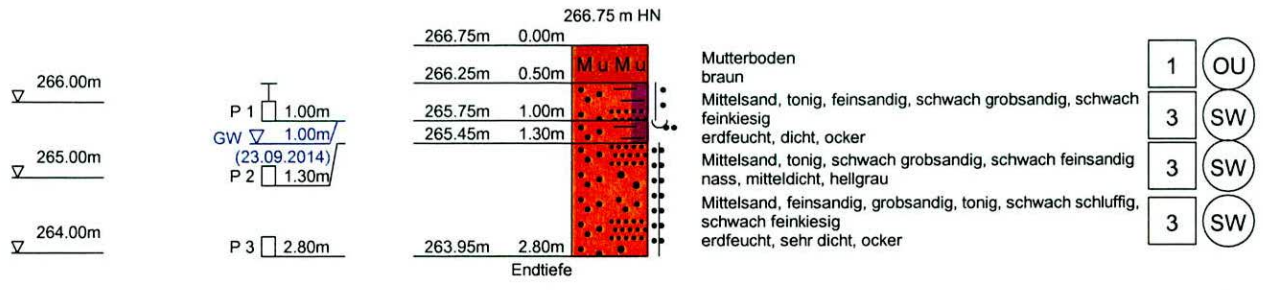 266.75 m HN
266.75m 0.00m
Mu Mu
Mutterboden
braun
1 OU
266.00m
266.25m 0.50m
P 1 1.00m
265.75m 1.00m
Mittelsand, tonig, feinsandig, schwach grobsandig, schwach
feinkiesig
erdfeucht, dicht, ocker
3 SW
GW 1.00m
(23.09.2014)
265.45m 1.30m
265.00m
P 2 1.30m
Mittelsand, tonig, schwach grobsandig, schwach feinsandig
nass, mitteldicht, hellgrau
3 SW
Mittelsand, feinsandig, grobsandig, tonig, schwach schluffig,
schwach feinkiesig
erdfeucht, sehr dicht, ocker
3 SW
264.00m
P 3 2.80m
263.95m 2.80m
Endtiefe